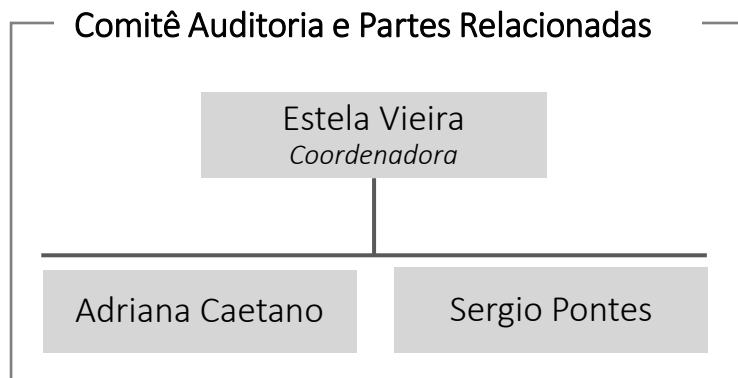 Comitê Auditoria e Partes Relacionadas
Estela Vieira
Coordenadora
Adriana Caetano
Sergio Pontes